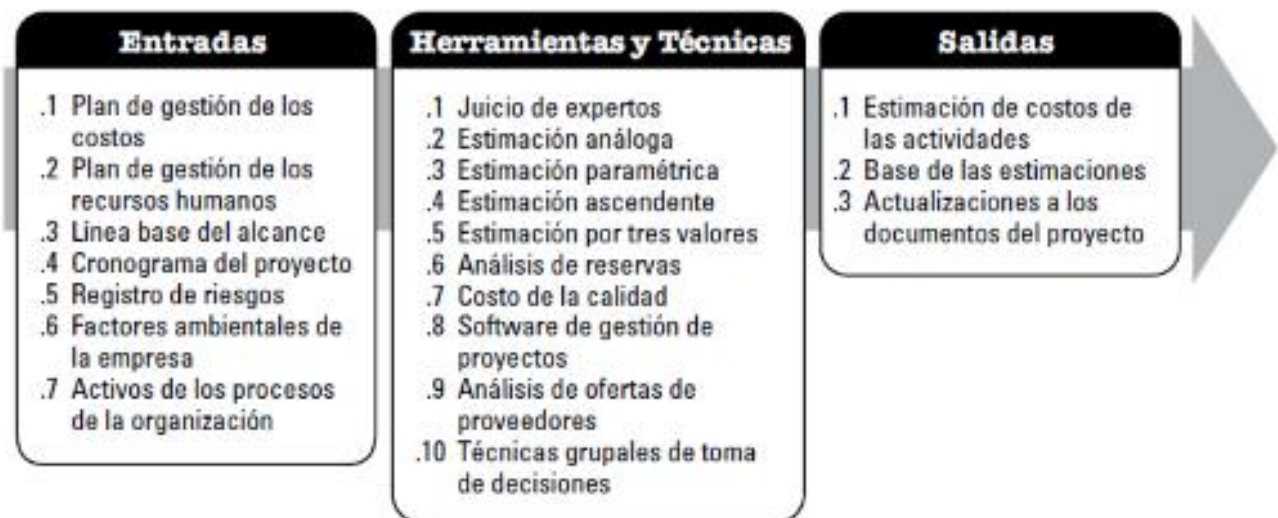 Entradas
.1 Plan de gestión de los
costos
.2 Plan de gestión de los
recursos humanos
.3 Línea base del alcance
.4 Cronograma del proyecto
.5 Registro de riesgos
.6 Factores ambientales de
la empresa
.7 Activos de los procesos
de la organización
Herramientas y Técnicas
.1 Juicio de expertos
.2 Estimación análoga
.3 Estimación paramétrica
.4 Estimación ascendente
.5 Estimación por tres valores
.6 Análisis de reservas
.7 Costo de la calidad
.8 Software de gestión de
proyectos
.9 Análisis de ofertas de
proveedores
.10 Técnicas grupales de toma
de decisiones
Salidas
.1 Estimación de costos de
las actividades
.2 Base de las estimaciones
.3 Actualizaciones a los
documentos del proyecto